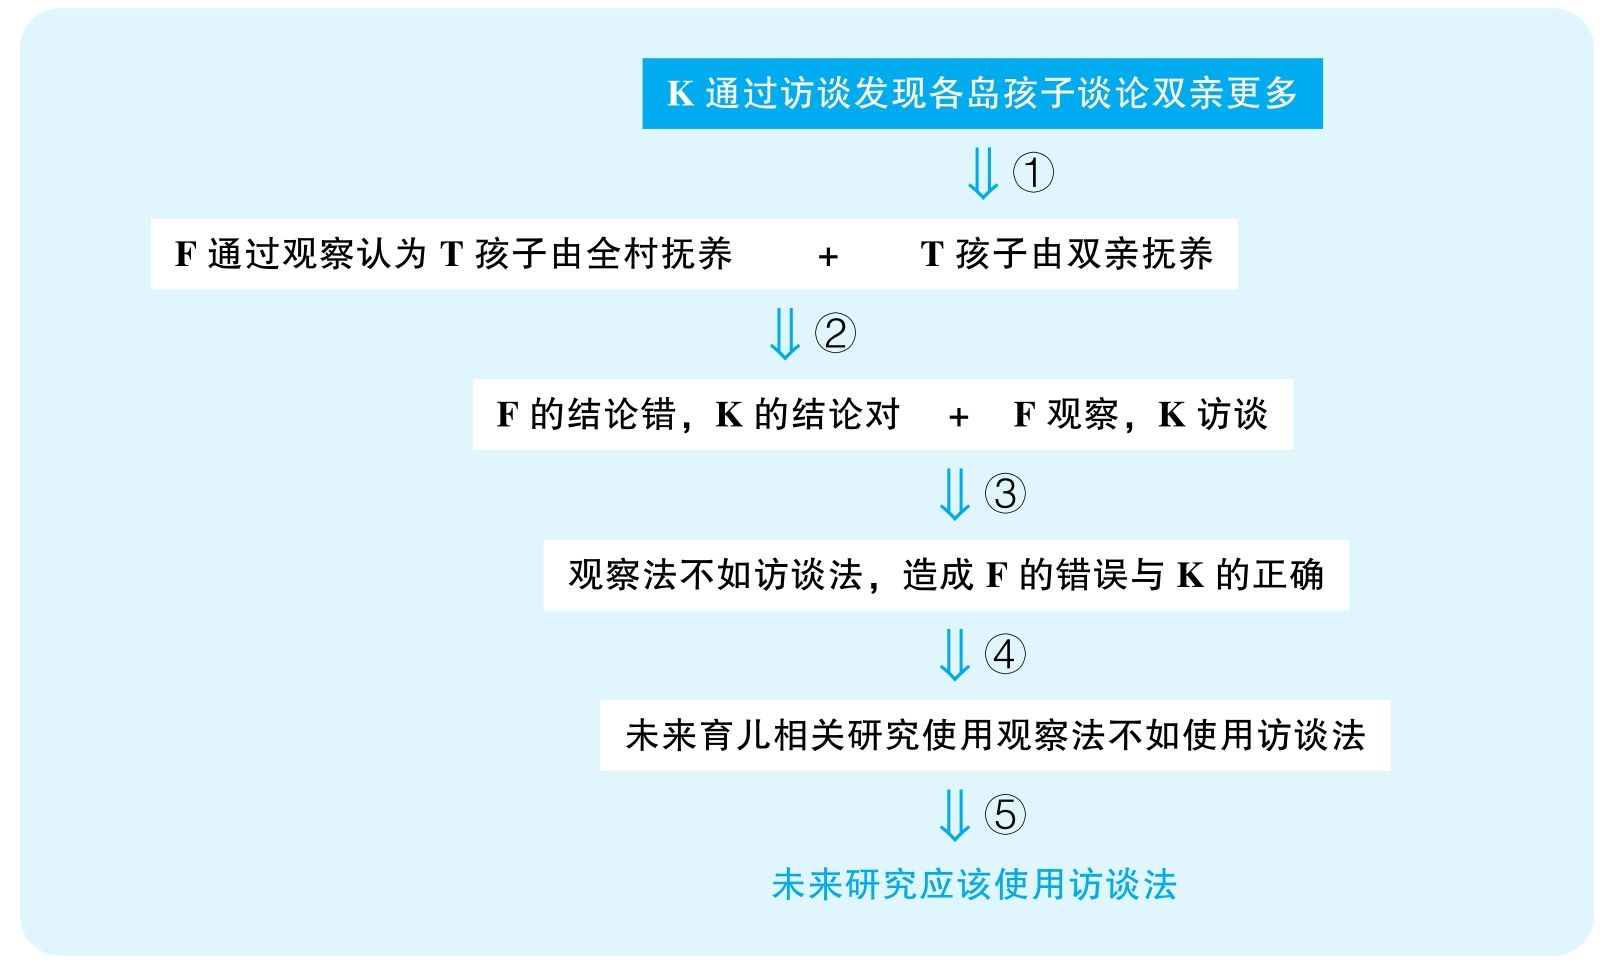 K 通过访谈发现各岛孩子谈论双亲更多
⇓ ①
F 通过观察认为 T 孩子由全村抚养 + T 孩子由双亲抚养
⇓ ②
F 的结论错，K 的结论对 + F 观察，K 访谈
⇓ ③
观察法不如访谈法，造成 F 的错误与 K 的正确
⇓ ④
未来育儿相关研究使用观察法不如使用访谈法
⇓ ⑤
未来研究应该使用访谈法